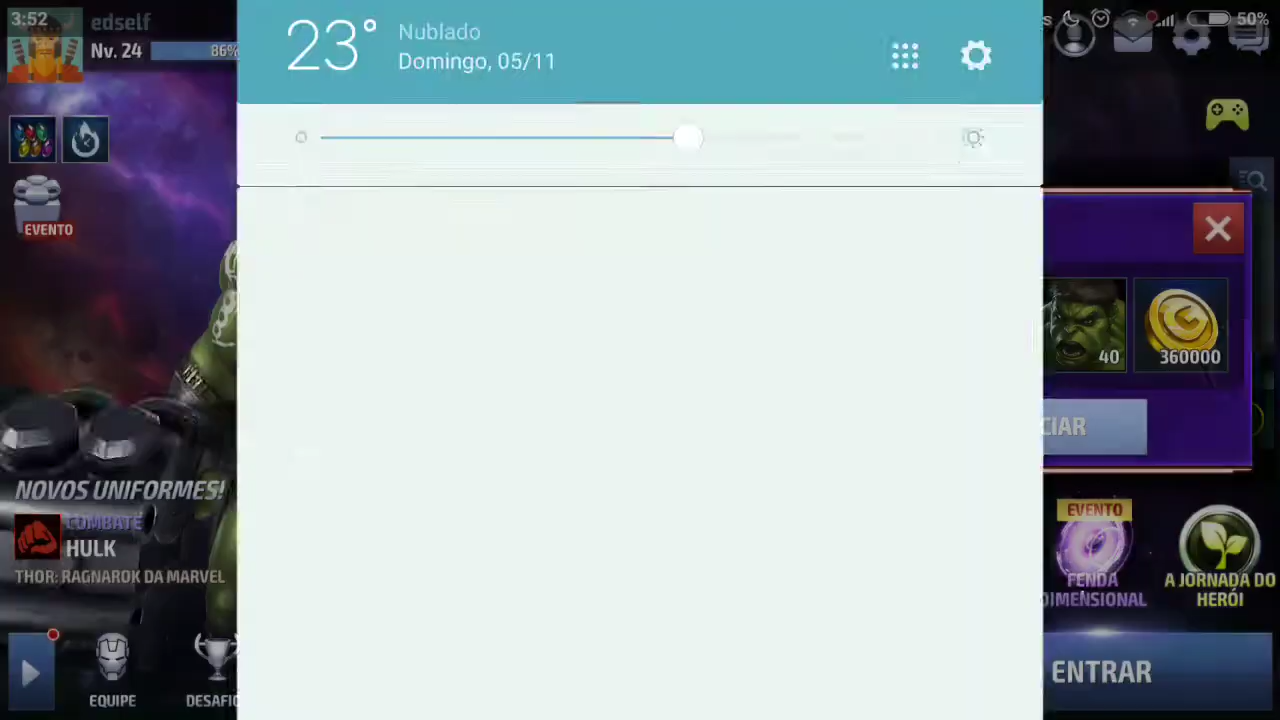 3:52
edself
Nv. 24
86%
23°
Nublado
Domingo, 05/11
50%
EVENTO
40
360000
CIAR
NOVOS UNIFORMES!
COMBATE
HULK
THOR: RAGNAROK DA MARVEL
EVENTO
FENDA
DIMENSIONAL
A JORNADA DO
HERÓI
EQUIPE
DESAFIO
ENTRAR